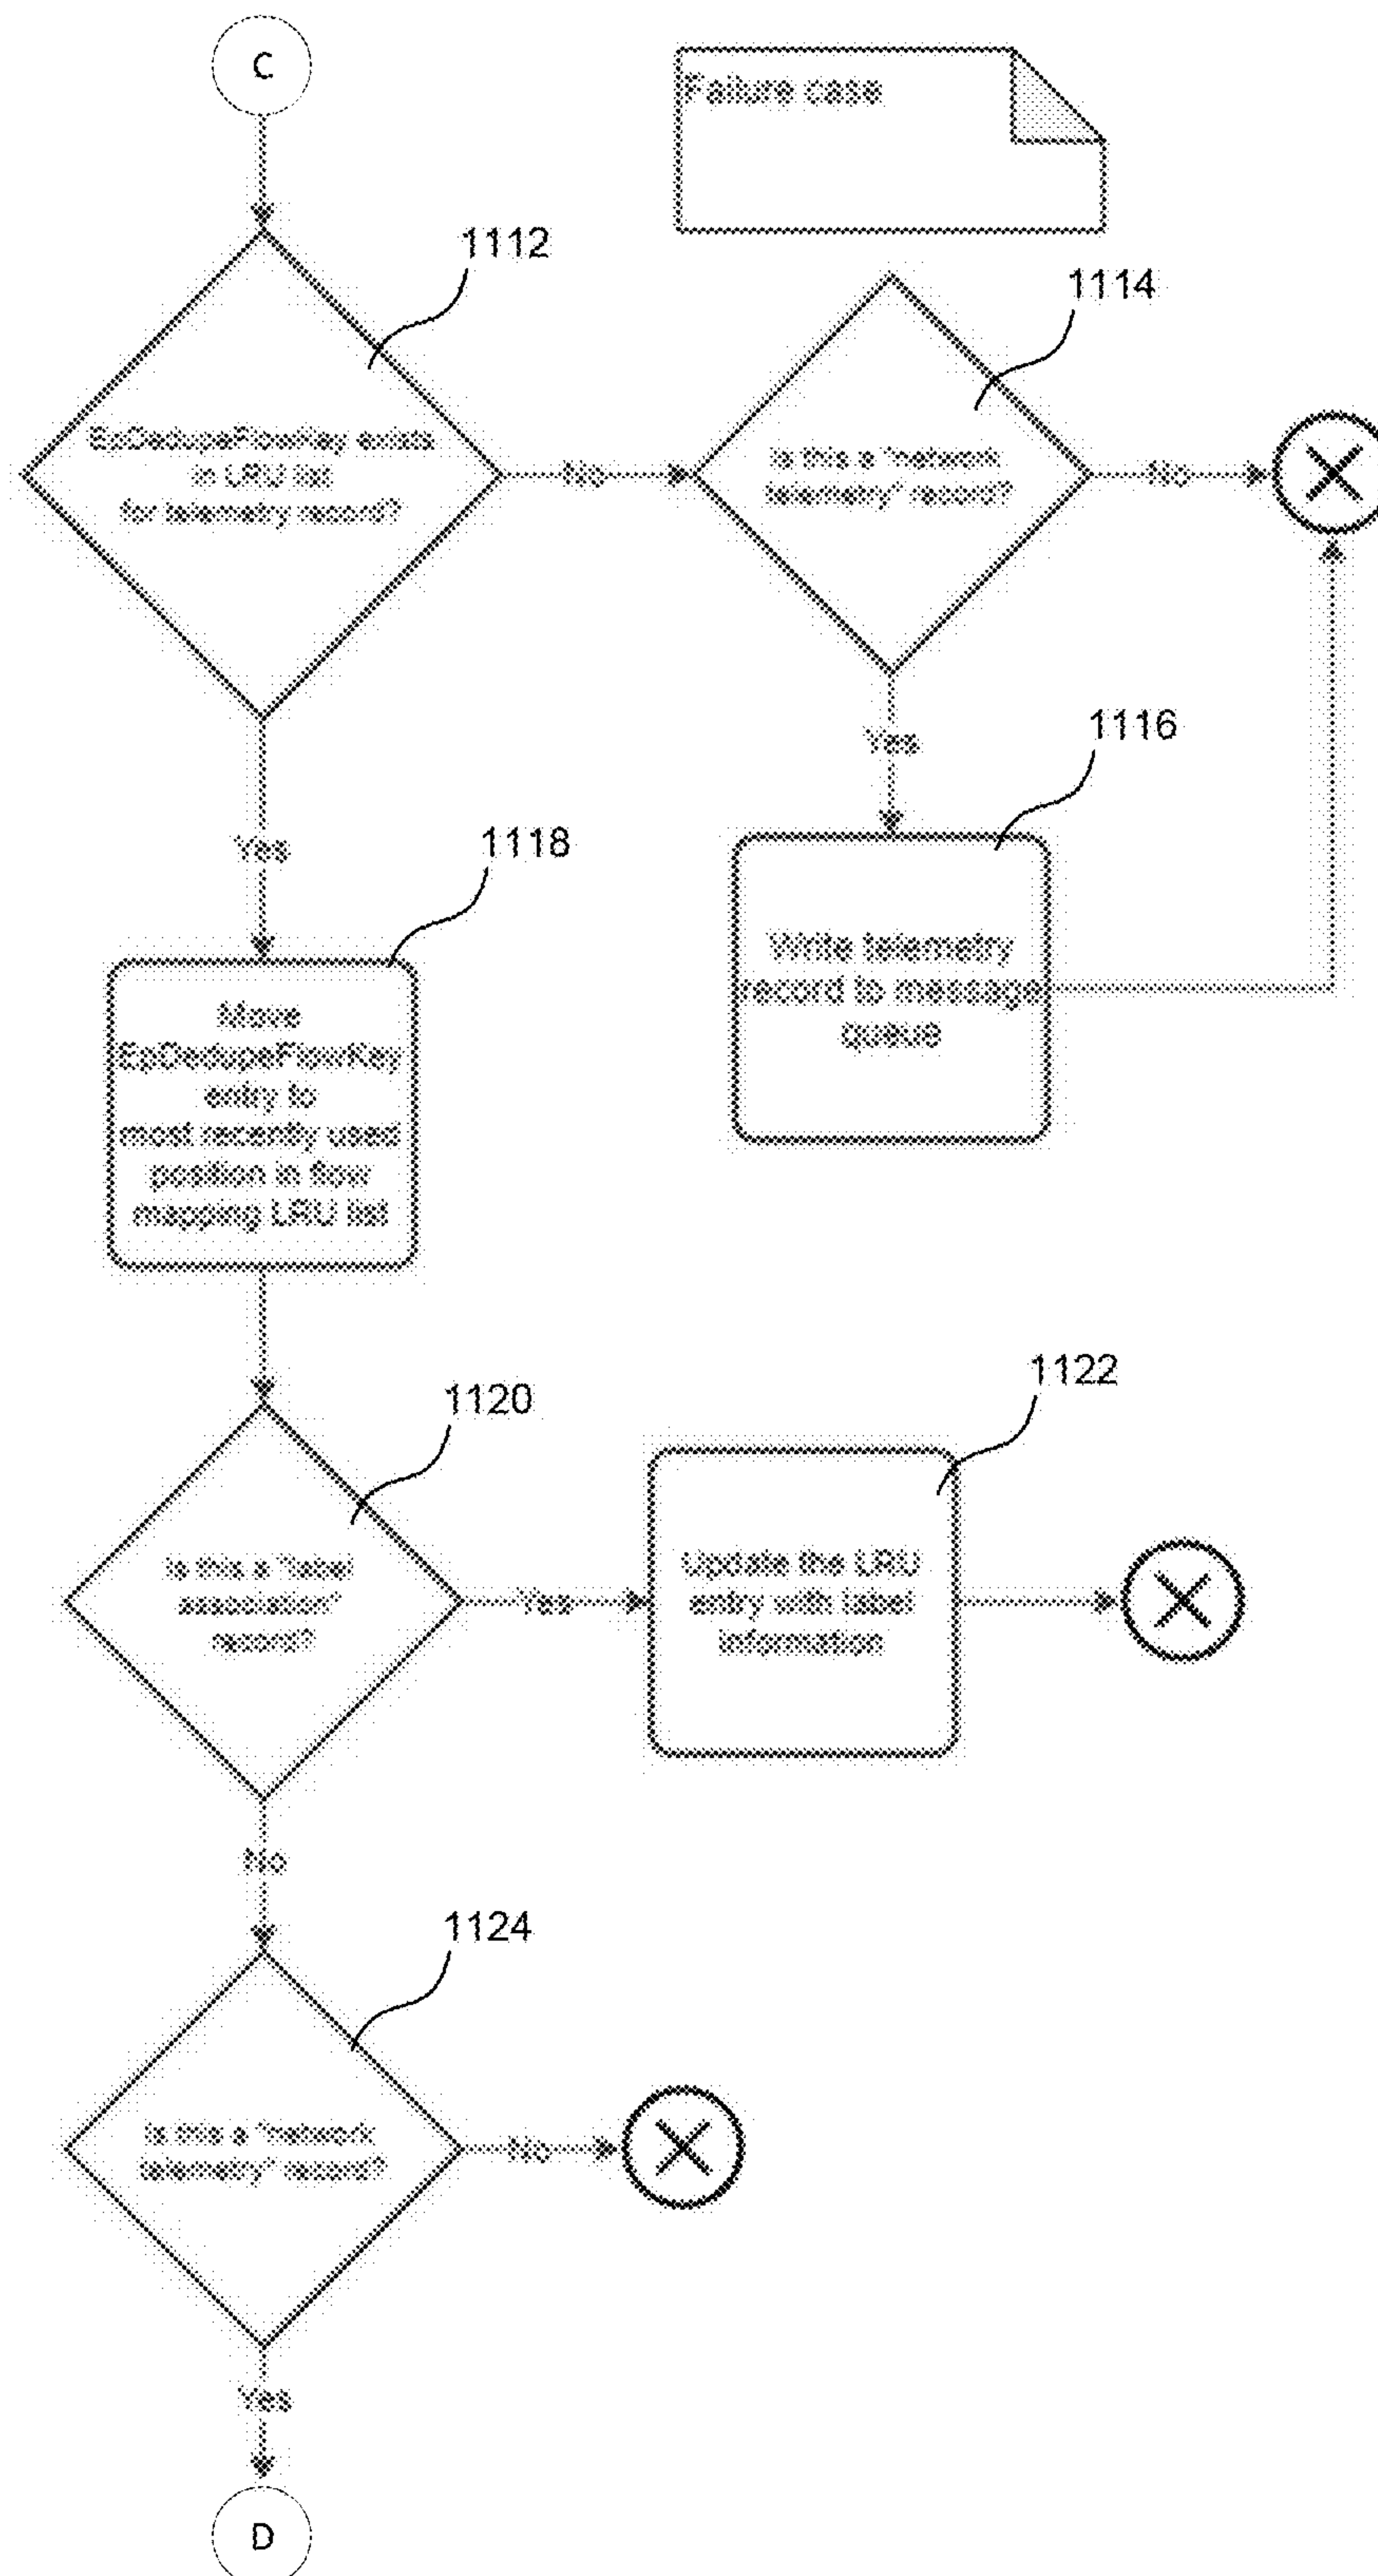 C
Failure case
1112
1114
EpDedupeFlowKey exists
in LRU list
for telemetry record?
No
Is this a "network
telemetry" record?
No
Yes
1116
Write telemetry
record to message
queue
Yes
1118
Move
EpDedupeFlowKey
entry to
most recently used
position in flow
mapping LRU list
1120
Is this a "label
association"
record?
Yes
1122
Update the LRU
entry with label
information
No
1124
Is this a "network
telemetry" record?
No
Yes
D